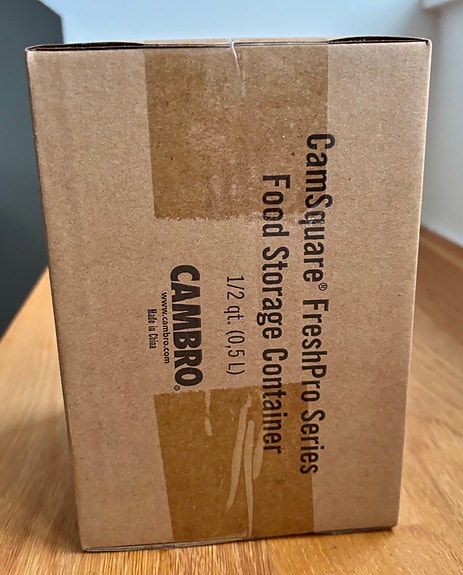 CamSquare® FreshPro Series
Food Storage Container
1/2 qt. (0,5 L)
CAMBRO®
www.cambro.com
Made in China